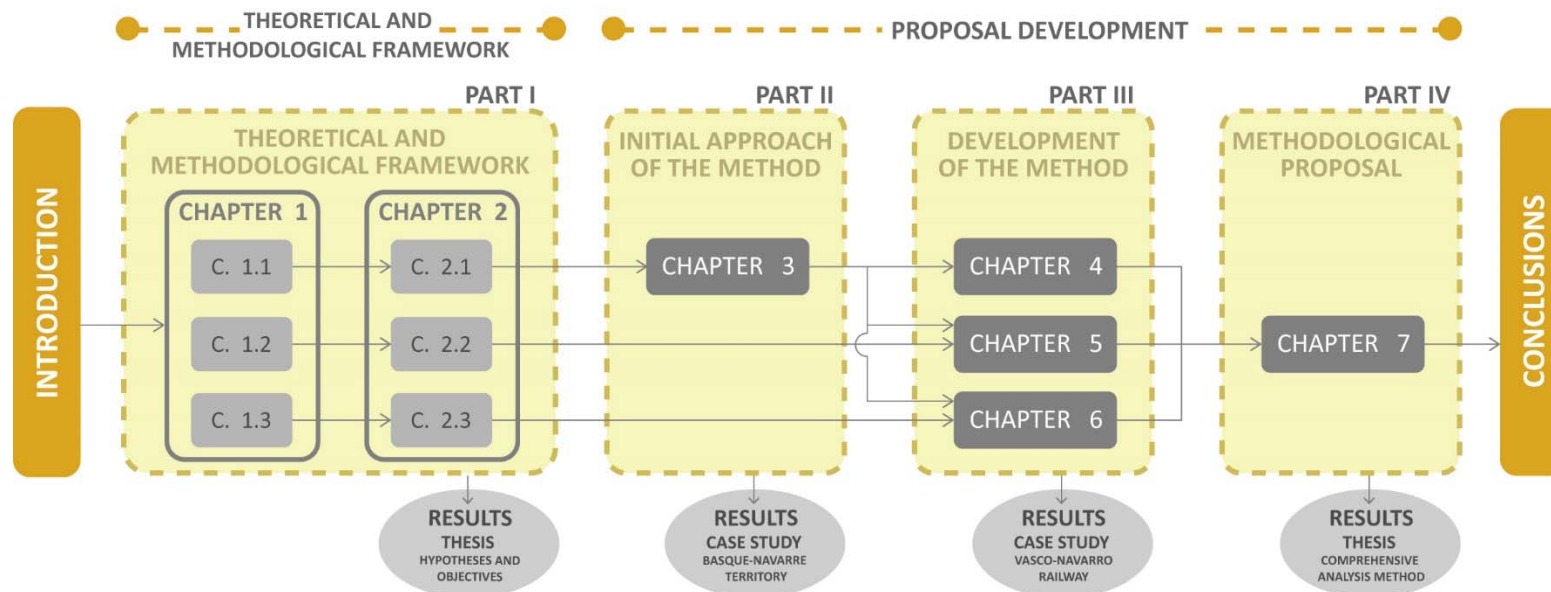 THEORETICAL AND
METHODOLOGICAL FRAMEWORK
PROPOSAL DEVELOPMENT
INTRODUCTION
PART I
THEORETICAL AND
METHODOLOGICAL FRAMEWORK
CHAPTER 1
C. 1.1
C. 1.2
C. 1.3
CHAPTER 2
C. 2.1
C. 2.2
C. 2.3
RESULTS
THESIS
HYPOTHESES AND
OBJECTIVES
PART II
INITIAL APPROACH
OF THE METHOD
CHAPTER 3
RESULTS
CASE STUDY
BASQUE-NAVARRE
TERRITORY
PART III
DEVELOPMENT
OF THE METHOD
CHAPTER 4
CHAPTER 5
CHAPTER 6
RESULTS
CASE STUDY
VASCO-NAVARRO
RAILWAY
PART IV
METHODOLOGICAL
PROPOSAL
CHAPTER 7
RESULTS
THESIS
COMPREHENSIVE
ANALYSIS METHOD
CONCLUSIONS